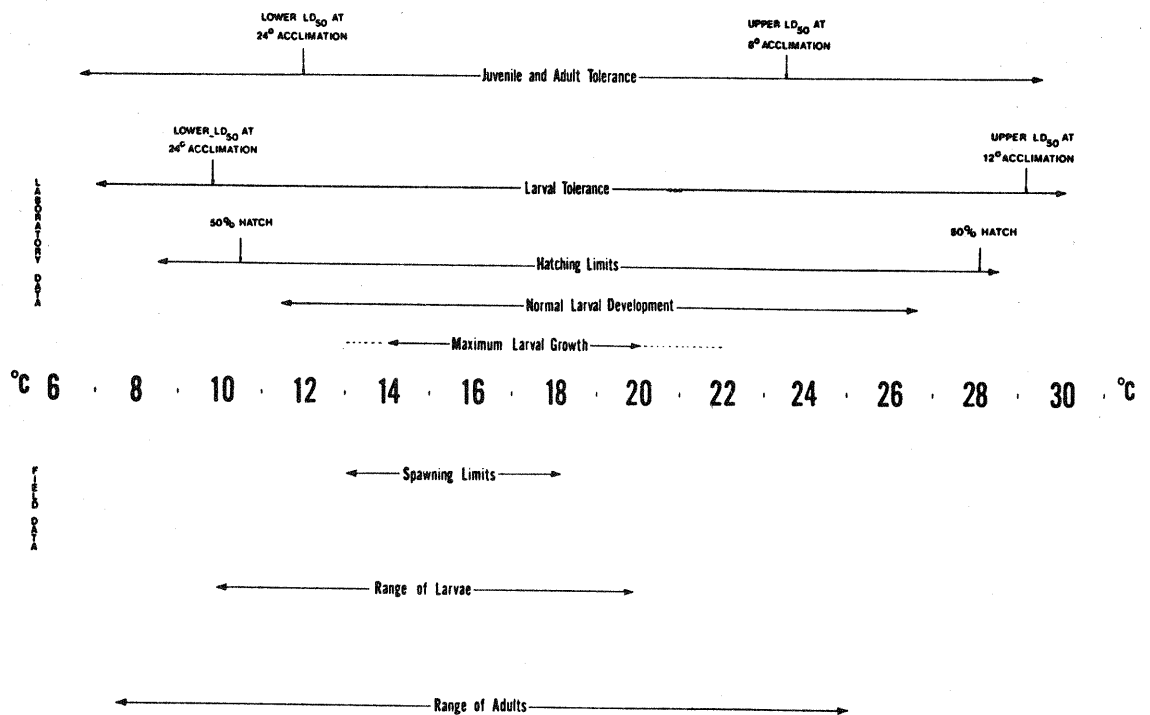 LOWER LD50 AT
24° ACCLIMATION
UPPER LD50 AT
8° ACCLIMATION
Juvenile and Adult Tolerance
LOWER LD50 AT
24° ACCLIMATION
UPPER LD50 AT
12° ACCLIMATION
Larval Tolerance
50% HATCH
50% HATCH
Hatching Limits
Normal Larval Development
Maximum Larval Growth
LABORATORY DATA
°C 6 8 10 12 14 16 18 20 22 24 26 28 30 °C
FIELD DATA
Spawning Limits
Range of Larvae
Range of Adults